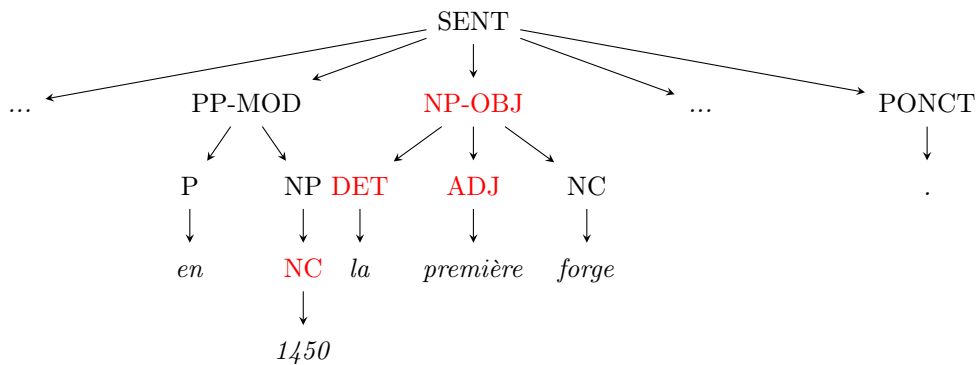 SENT
... PP-MOD NP-OBJ ... PONCT
P NP DET ADJ NC .
en NC la première forge
1450